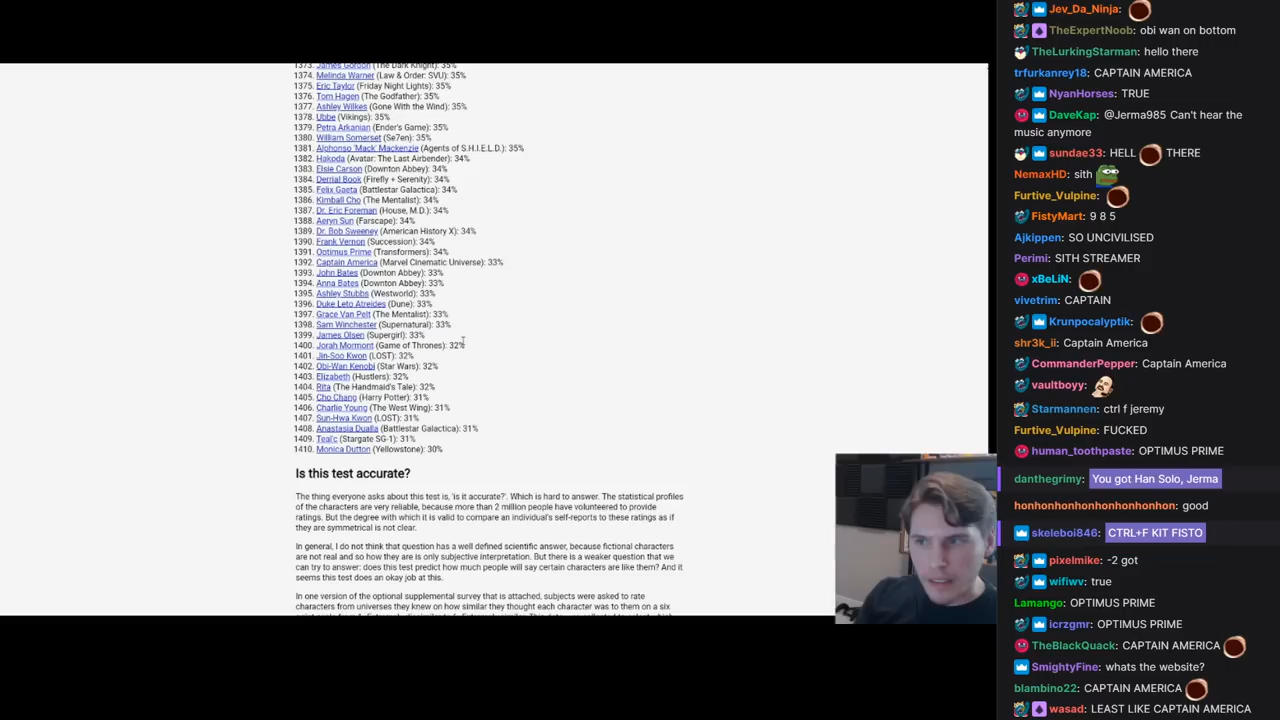 1373. James Gordon (The Dark Knight): 35%
1374. Melinda Warner (Law & Order: SVU): 35%
1375. Eric Taylor (Friday Night Lights): 35%
1376. Tom Hagen (The Godfather): 35%
1377. Ashley Wilkes (Gone With the Wind): 35%
1378. Ubbe (Vikings): 35%
1379. Petra Arkanian (Ender's Game): 35%
1380. William Somerset (Se7en): 35%
1381. Alphonso 'Mack' Mackenzie (Agents of S.H.I.E.L.D.): 35%
1382. Hakoda (Avatar: The Last Airbender): 34%
1383. Elsie Carson (Downton Abbey): 34%
1384. Derrial Book (Firefly + Serenity): 34%
1385. Felix Gaeta (Battlestar Galactica): 34%
1386. Kimball Cho (The Mentalist): 34%
1387. Dr. Eric Foreman (House, M.D.): 34%
1388. Aeryn Sun (Farscape): 34%
1389. Dr. Bob Sweeney (American History X): 34%
1390. Frank Vernon (Succession): 34%
1391. Optimus Prime (Transformers): 34%
1392. Captain America (Marvel Cinematic Universe): 33%
1393. John Bates (Downton Abbey): 33%
1394. Anna Bates (Downton Abbey): 33%
1395. Ashley Stubbs (Westworld): 33%
1396. Duke Leto Atreides (Dune): 33%
1397. Grace Van Pelt (The Mentalist): 33%
1398. Sam Winchester (Supernatural): 33%
1399. James Olsen (Supergirl): 33%
1400. Jorah Mormont (Game of Thrones): 32%
1401. Jin-Soo Kwon (LOST): 32%
1402. Obi-Wan Kenobi (Star Wars): 32%
1403. Elizabeth (Hustlers): 32%
1404. Rita (The Handmaid's Tale): 32%
1405. Cho Chang (Harry Potter): 31%
1406. Charlie Young (The West Wing): 31%
1407. Sun-Hwa Kwon (LOST): 31%
1408. Anastasia Dualla (Battlestar Galactica): 31%
1409. Teal'c (Stargate SG-1): 31%
1410. Monica Dutton (Yellowstone): 30%
Is this test accurate?
The thing everyone asks about this test is, 'is it accurate?'. Which is hard to answer. The statistical profiles
of the characters are very reliable, because more than 2 million people have volunteered to provide
ratings. But the degree with which it is valid to compare an individual's self-reports to these ratings as if
they are symmetrical is not clear.
In general, I do not think that question has a well defined scientific answer, because fictional characters
are not real and so how they are is only subjective interpretation. But there is a weaker question that we
can try to answer: does this test predict how much people will say certain characters are like them? And it
seems this test does an okay job at this.
In one version of the optional supplemental survey that is attached, subjects were asked to rate
characters from universes they knew on how similar they thought each character was to them on a six
Jev_Da_Ninja:
TheExpertNoob: obi wan on bottom
TheLurkingStarman: hello there
trfurkanrey18: CAPTAIN AMERICA
NyanHorses: TRUE
DaveKap: @Jerma985 Can't hear the
music anymore
sundae33: HELL THERE
NemaxHD: sith
Furtive_Vulpine:
FistyMart: 9 8 5
Ajkippen: SO UNCIVILISED
Perimi: SITH STREAMER
xBeLiN:
vivetrim: CAPTAIN
Krunpocalyptik:
shr3k_ii: Captain America
CommanderPepper: Captain America
vaultboyy:
Starmannen: ctrl f jeremy
Furtive_Vulpine: FUCKED
human_toothpaste: OPTIMUS PRIME
danthegrimy: You got Han Solo, Jerma
honhonhonhonhonhonhonhon: good
skeleboi846: CTRL+F KIT FISTO
pixelmike: -2 got
wifiwv: true
Lamango: OPTIMUS PRIME
icrzgmr: OPTIMUS PRIME
TheBlackQuack: CAPTAIN AMERICA
SmightyFine: whats the website?
blambino22: CAPTAIN AMERICA
wasad: LEAST LIKE CAPTAIN AMERICA